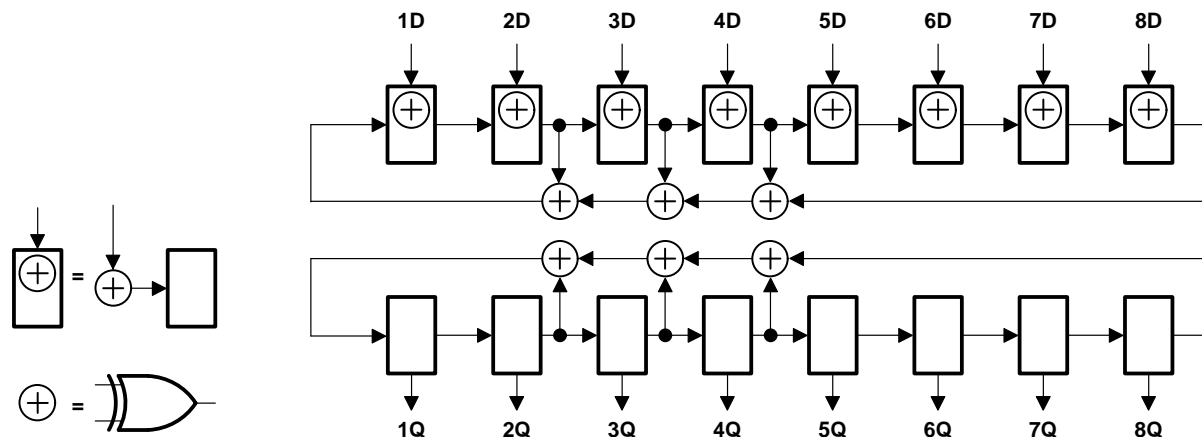 1D 2D 3D 4D 5D 6D 7D 8D
=
=
1Q 2Q 3Q 4Q 5Q 6Q 7Q 8Q